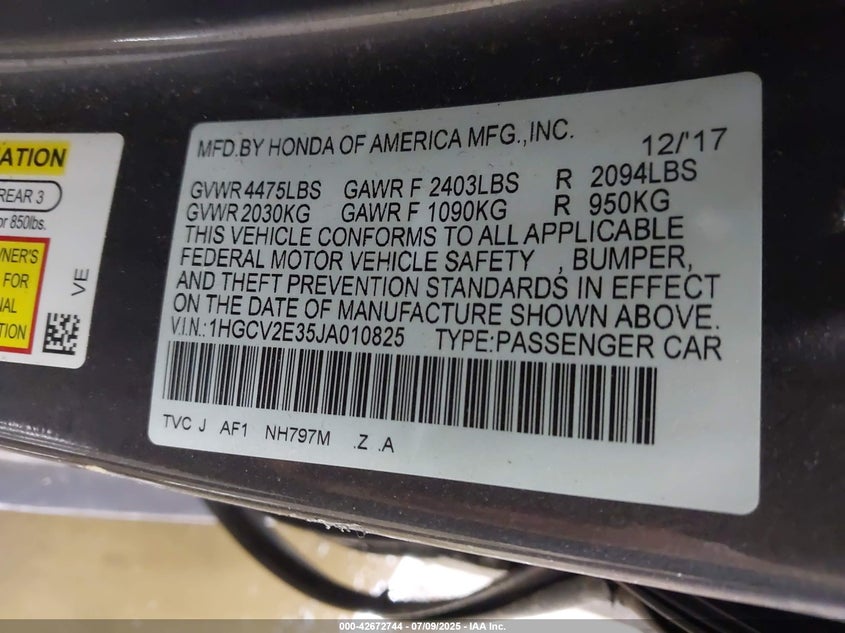 ATION
REAR 3
or 850lbs.
WNER'S
FOR
NAL
TION
VE
MFD.BY HONDA OF AMERICA MFG.,INC. 12/'17
GVWR 4475LBS GAWR F 2403LBS R 2094LBS
GVWR 2030KG GAWR F 1090KG R 950KG
THIS VEHICLE CONFORMS TO ALL APPLICABLE
FEDERAL MOTOR VEHICLE SAFETY , BUMPER,
AND THEFT PREVENTION STANDARDS IN EFFECT
ON THE DATE OF MANUFACTURE SHOWN ABOVE.
V.I.N.:1HGCV2E35JA010825 TYPE:PASSENGER CAR
TVC J AF1 NH797M .Z .A
000-42672744 - 07/09/2025 - IAA Inc.